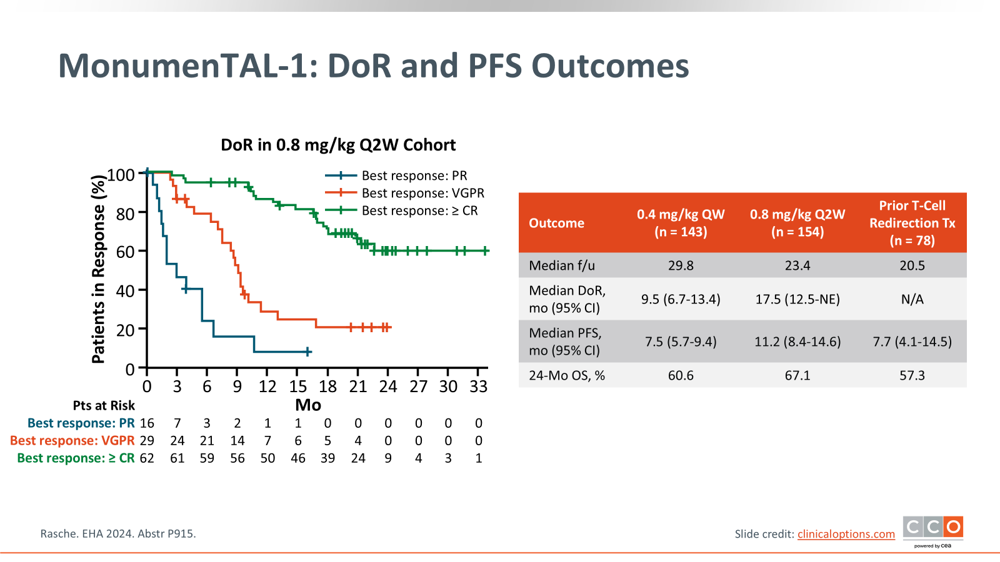 MonumenTAL-1: DoR and PFS Outcomes
DoR in 0.8 mg/kg Q2W Cohort
Patients in Response (%)
100
80
60
40
20
0
Best response: PR
Best response: VGPR
Best response: ≥ CR
0 3 6 9 12 15 18 21 24 27 30 33
Mo
Pts at Risk
Best response: PR 16 7 3 2 1 1 0 0 0 0 0 0
Best response: VGPR 29 24 21 14 7 6 5 4 0 0 0 0
Best response: ≥ CR 62 61 59 56 50 46 39 24 9 4 3 1
Outcome
0.4 mg/kg QW
(n = 143)
0.8 mg/kg Q2W
(n = 154)
Prior T-Cell
Redirection Tx
(n = 78)
Median f/u 29.8 23.4 20.5
Median DoR,
mo (95% CI)
9.5 (6.7-13.4) 17.5 (12.5-NE) N/A
Median PFS,
mo (95% CI)
7.5 (5.7-9.4) 11.2 (8.4-14.6) 7.7 (4.1-14.5)
24-Mo OS, % 60.6 67.1 57.3
Rasche. EHA 2024. Abstr P915.
Slide credit: clinicaloptions.com
CCO
powered by cea